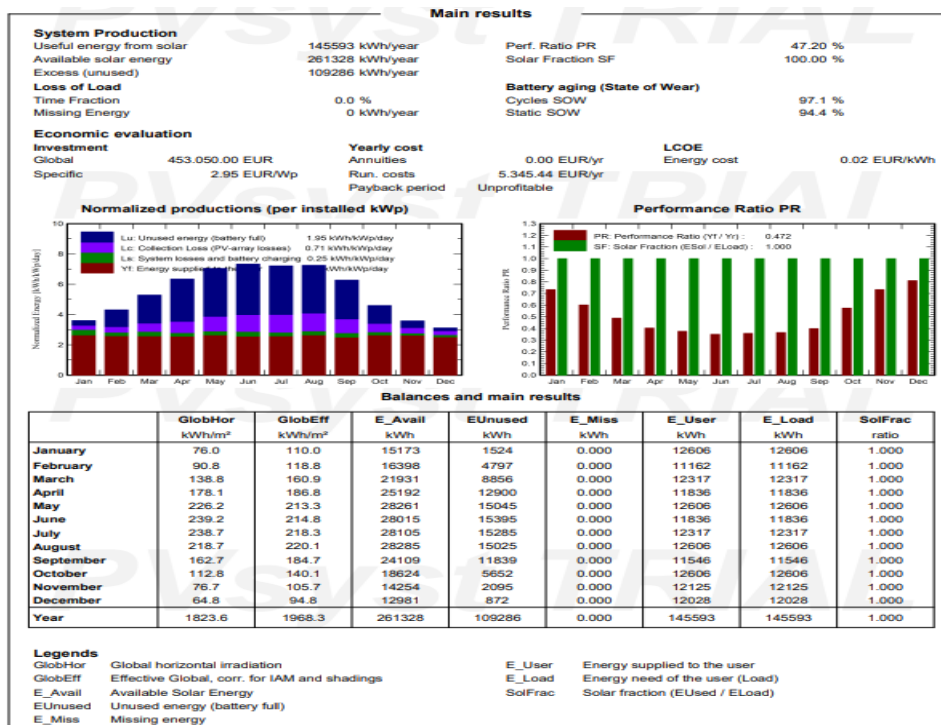 Main results
System Production
Useful energy from solar 145593 kWh/year Perf. Ratio PR 47.20 %
Available solar energy 261328 kWh/year Solar Fraction SF 100.00 %
Excess (unused) 109286 kWh/year
Loss of Load Battery aging (State of Wear)
Time Fraction 0.0 % Cycles SOW 97.1 %
Missing Energy 0 kWh/year Static SOW 94.4 %
Economic evaluation
Investment Yearly cost LCOE
Global 453.050.00 EUR Annuities 0.00 EUR/yr Energy cost 0.02 EUR/kWh
Specific 2.95 EUR/Wp Run. costs 5.345.44 EUR/yr
Payback period Unprofitable
PVsyst TRIAL
Normalized productions (per installed kWp) Performance Ratio PR
Normalized Energy [kWh/kWp/day]
Lu: Unused energy (battery full) 1.95 kWh/kWp/day
Lc: Collection Loss (PV-array losses) 0.71 kWh/kWp/day
Ls: System losses and battery charging 0.25 kWh/kWp/day
Yf: Energy supplied to the user kWh/kWp/day
0 2 4 6 8 10
Jan Feb Mar Apr May Jun Jul Aug Sep Oct Nov Dec
Performance Ratio PR
PR: Performance Ratio (Yf / Yr) : 0.472
SF: Solar Fraction (ESol / ELoad) : 1.000
0.0 0.1 0.2 0.3 0.4 0.5 0.6 0.7 0.8 0.9 1.0 1.1 1.2 1.3
Jan Feb Mar Apr May Jun Jul Aug Sep Oct Nov Dec
Balances and main results
GlobHor GlobEff E_Avail EUnused E_Miss E_User E_Load SolFrac
kWh/m² kWh/m² kWh kWh kWh kWh kWh ratio
January 76.0 110.0 15173 1524 0.000 12606 12606 1.000
February 90.8 118.8 16398 4797 0.000 11162 11162 1.000
March 138.8 160.9 21931 8856 0.000 12317 12317 1.000
April 178.1 186.8 25192 12900 0.000 11836 11836 1.000
May 226.2 213.3 28261 15045 0.000 12606 12606 1.000
June 239.2 214.8 28015 15395 0.000 11836 11836 1.000
July 238.7 218.3 28105 15285 0.000 12317 12317 1.000
August 218.7 220.1 28285 15025 0.000 12606 12606 1.000
September 162.7 184.7 24109 11839 0.000 11546 11546 1.000
October 112.8 140.1 18624 5652 0.000 12606 12606 1.000
November 76.7 105.7 14254 2095 0.000 12125 12125 1.000
December 64.8 94.8 12981 872 0.000 12028 12028 1.000
Year 1823.6 1968.3 261328 109286 0.000 145593 145593 1.000
PVsyst TRIAL
Legends
GlobHor Global horizontal irradiation E_User Energy supplied to the user
GlobEff Effective Global, corr. for IAM and shadings E_Load Energy need of the user (Load)
E_Avail Available Solar Energy SolFrac Solar fraction (EUsed / ELoad)
EUnused Unused energy (battery full)
E_Miss Missing energy